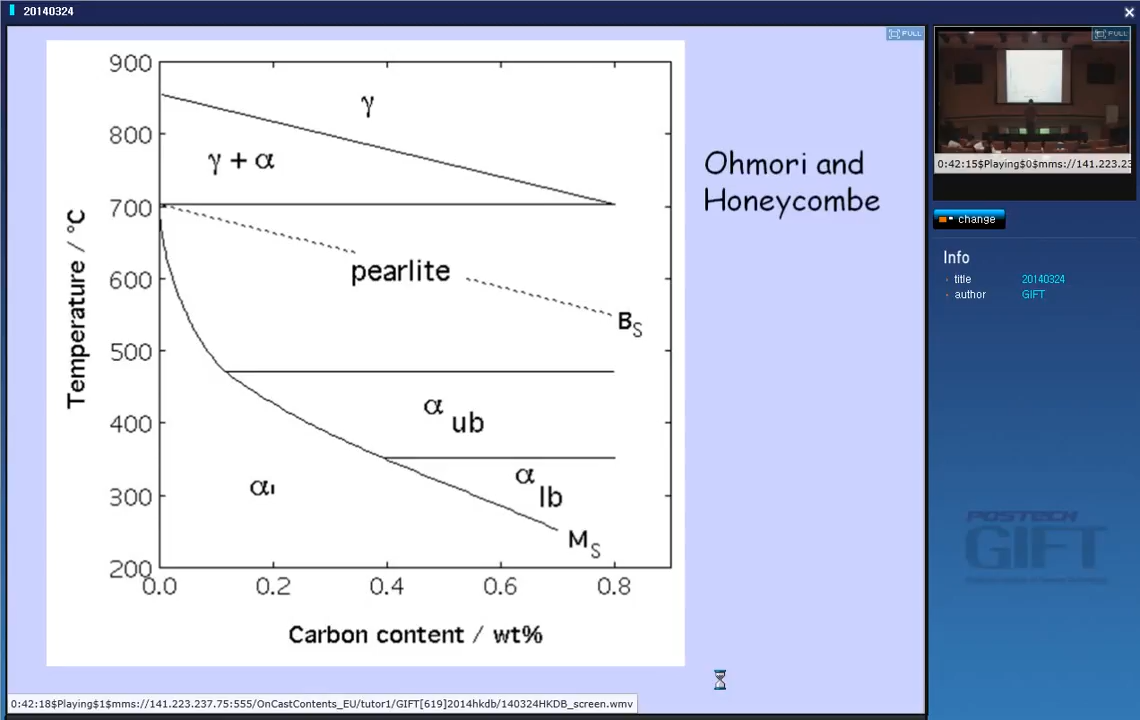 20140324
FULL
FULL
900
γ
800
γ + α
Ohmori and
Honeycombe
700
Temperature / °C
600
pearlite
B S
500
400
α ub
α lb
300
αı
M S
200
0.0 0.2 0.4 0.6 0.8
Carbon content / wt%
0:42:18$Playing$1$mms://141.223.237.75:555/OnCastContents_EU/tutor1/GIFT[619]2014hkdb/140324HKDB_screen.wmv
0:42:15$Playing$0$mms://141.223.23
change
Info
title 20140324
author GIFT
POSTECH
GIFT